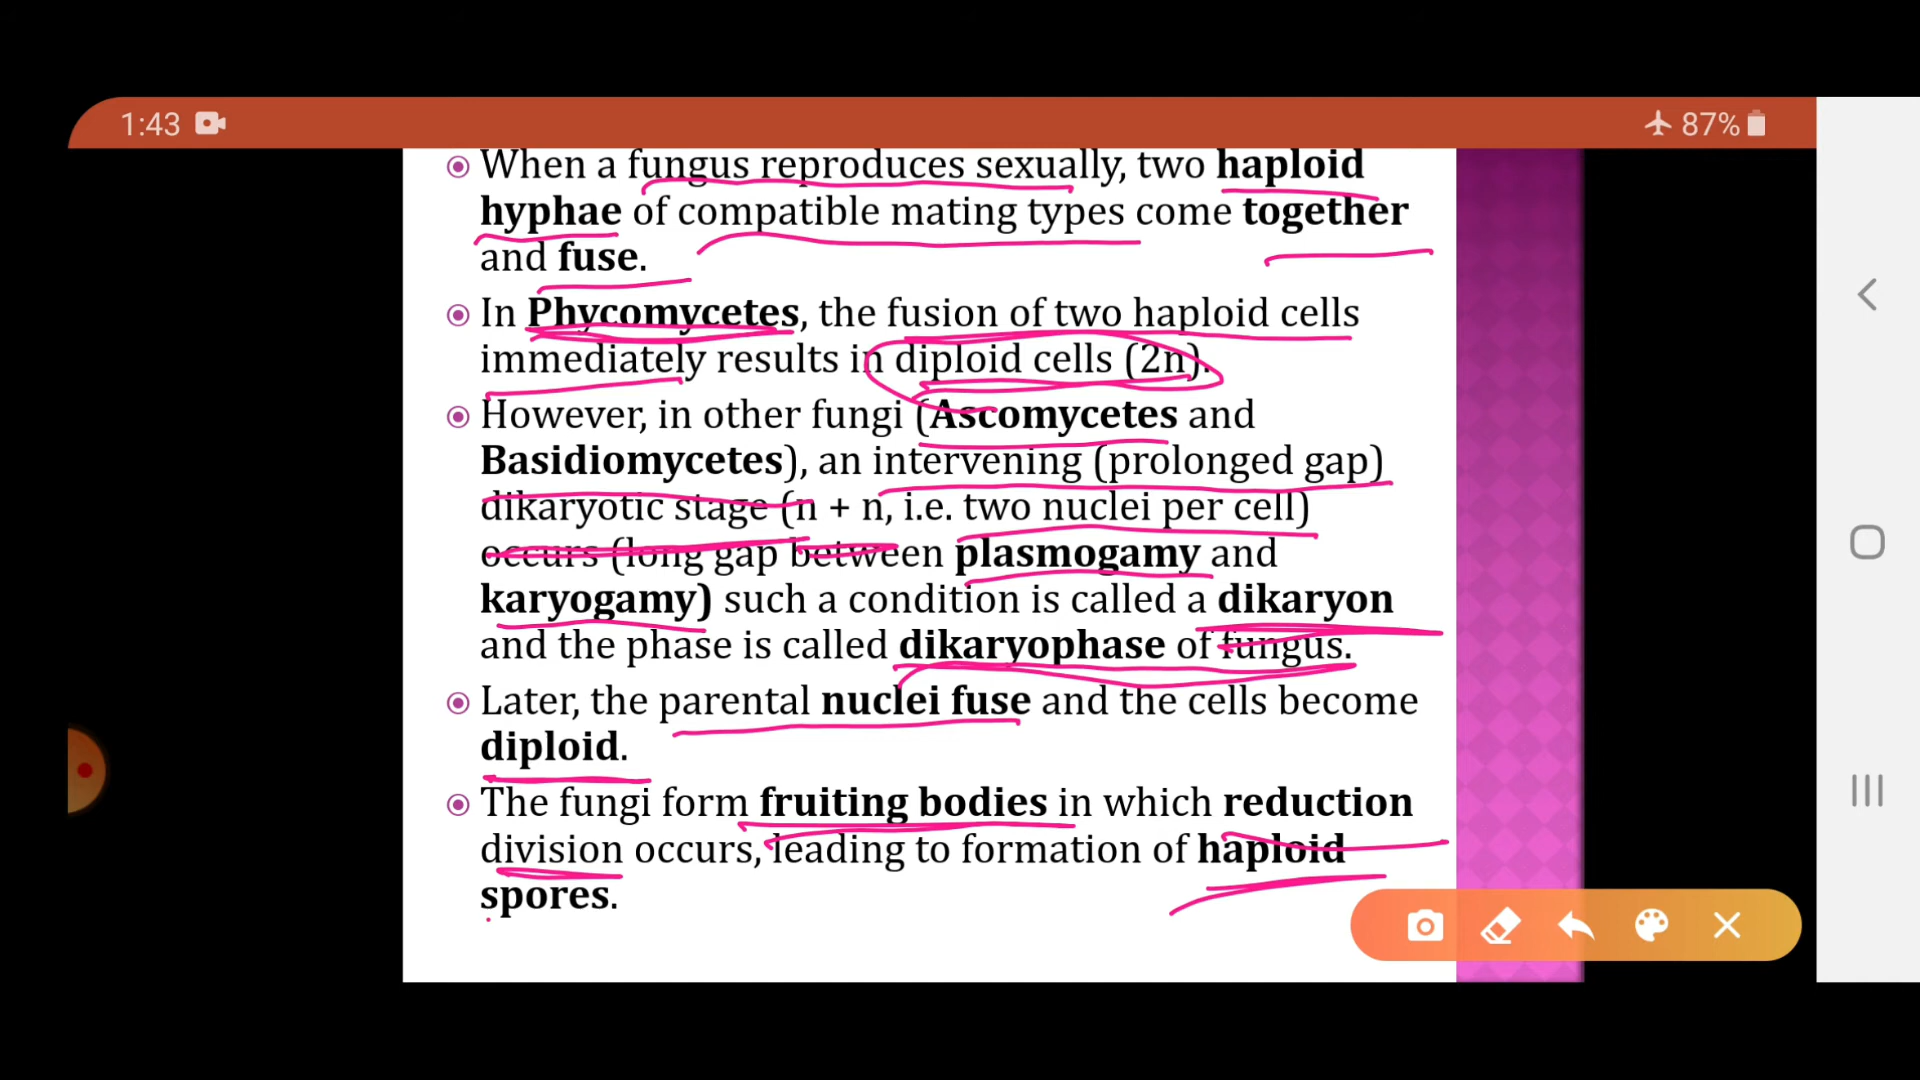 1:43 87%
When a fungus reproduces sexually, two haploid
hyphae of compatible mating types come together
and fuse.
In Phycomycetes, the fusion of two haploid cells
immediately results in diploid cells (2n).
However, in other fungi (Ascomycetes and
Basidiomycetes), an intervening (prolonged gap)
dikaryotic stage (n + n, i.e. two nuclei per cell)
occurs (long gap between plasmogamy and
karyogamy) such a condition is called a dikaryon
and the phase is called dikaryophase of fungus.
Later, the parental nuclei fuse and the cells become
diploid.
The fungi form fruiting bodies in which reduction
division occurs, leading to formation of haploid
spores.